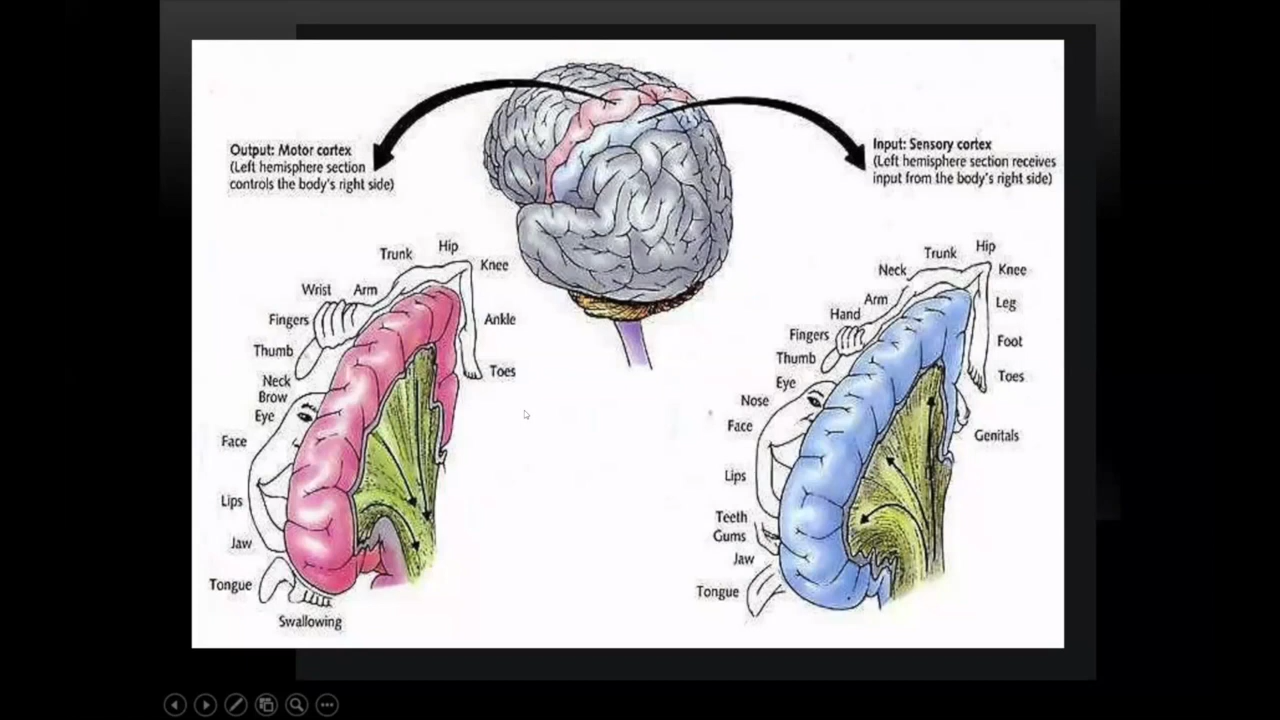 Output: Motor cortex
(Left hemisphere section
controls the body's right side)
Input: Sensory cortex
(Left hemisphere section receives
input from the body's right side)
Trunk
Hip
Knee
Wrist
Arm
Fingers
Ankle
Thumb
Toes
Neck
Brow
Eye
Face
Lips
Jaw
Tongue
Swallowing
Trunk
Hip
Neck
Knee
Arm
Leg
Hand
Fingers
Foot
Thumb
Toes
Eye
Nose
Face
Genitals
Lips
Teeth
Gums
Jaw
Tongue